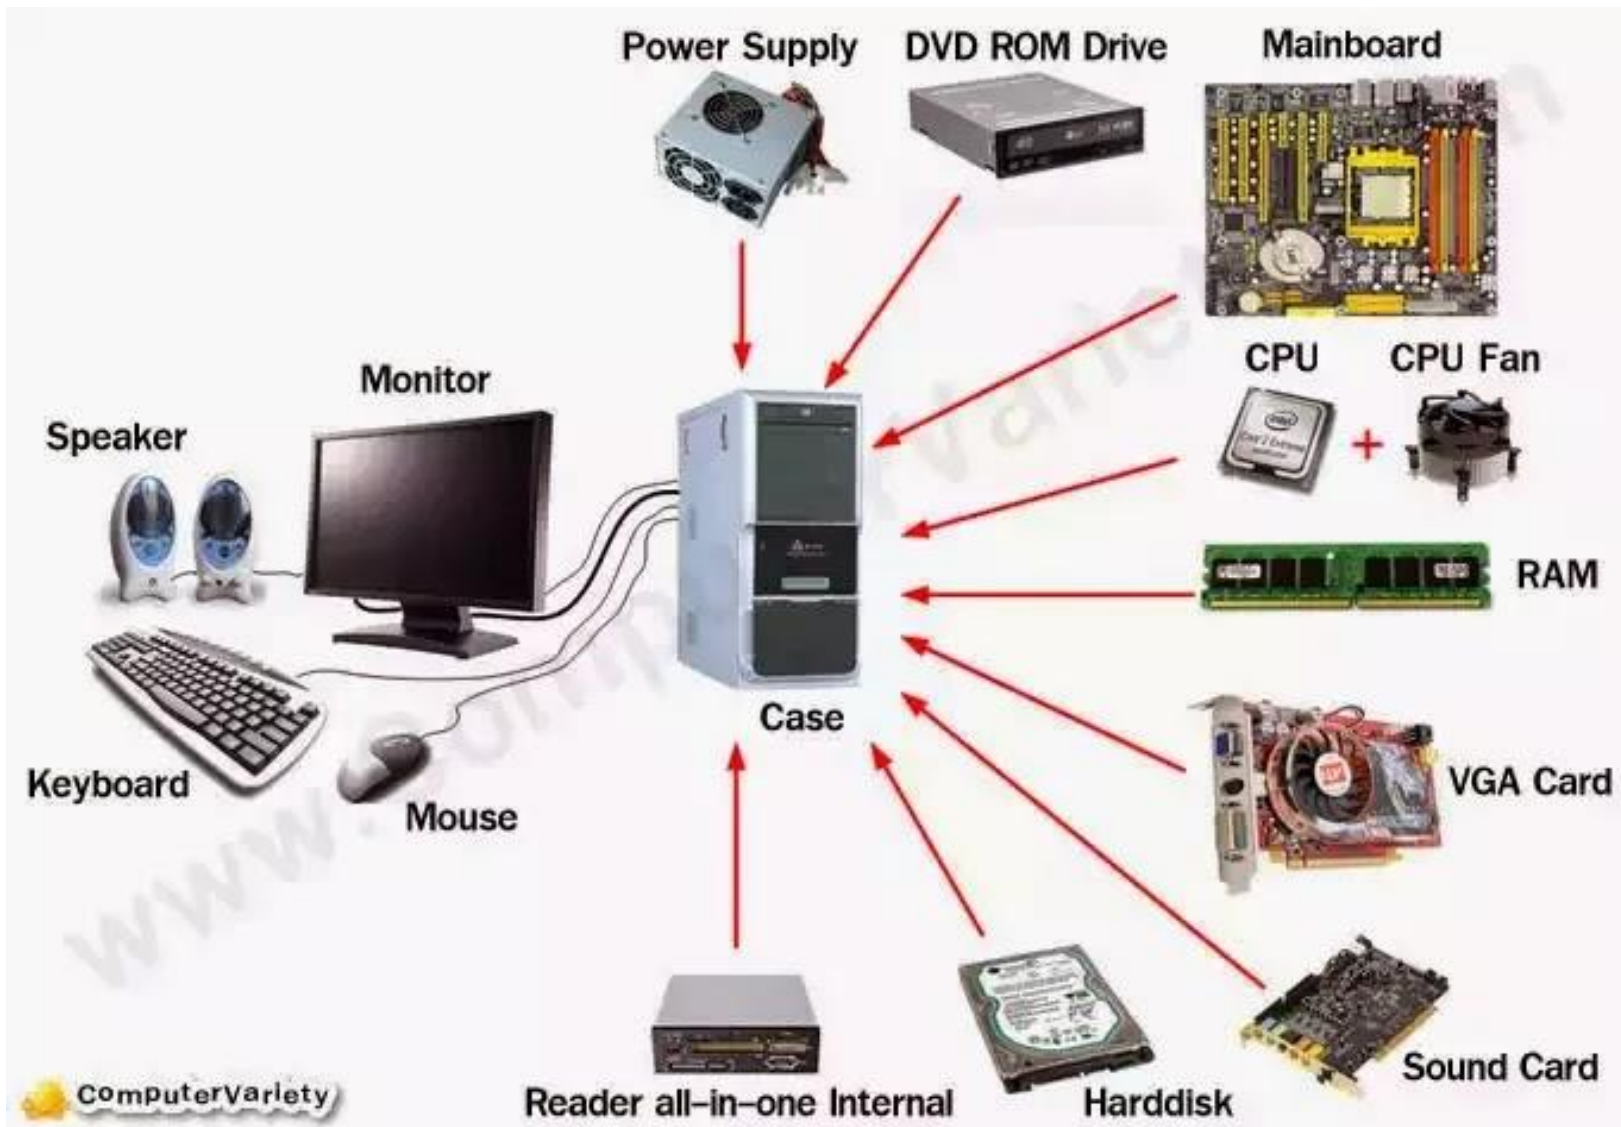 Power Supply
DVD ROM Drive
Mainboard
CPU
CPU Fan
Monitor
Speaker
RAM
Case
VGA Card
Keyboard
Mouse
Sound Card
Reader all-in-one Internal
Harddisk
ComputerVariety